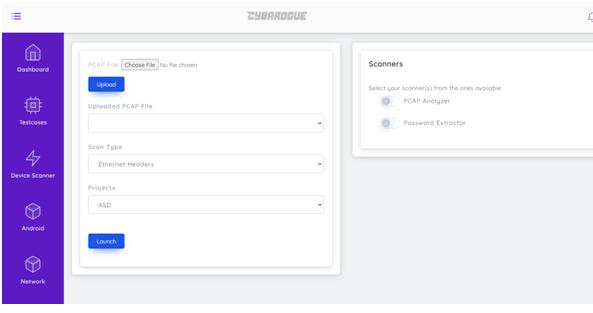 CYBARROGUE
Dashboard
Testcases
Device Scanner
Android
Network
PCAP File: Choose File No file chosen
Upload
Uploaded PCAP File
Scan Type
Ethernet Headers
Projects
ASD
Launch
Scanners
Select your scanner(s) from the ones available:
PCAP Analyzer
Password Extractor